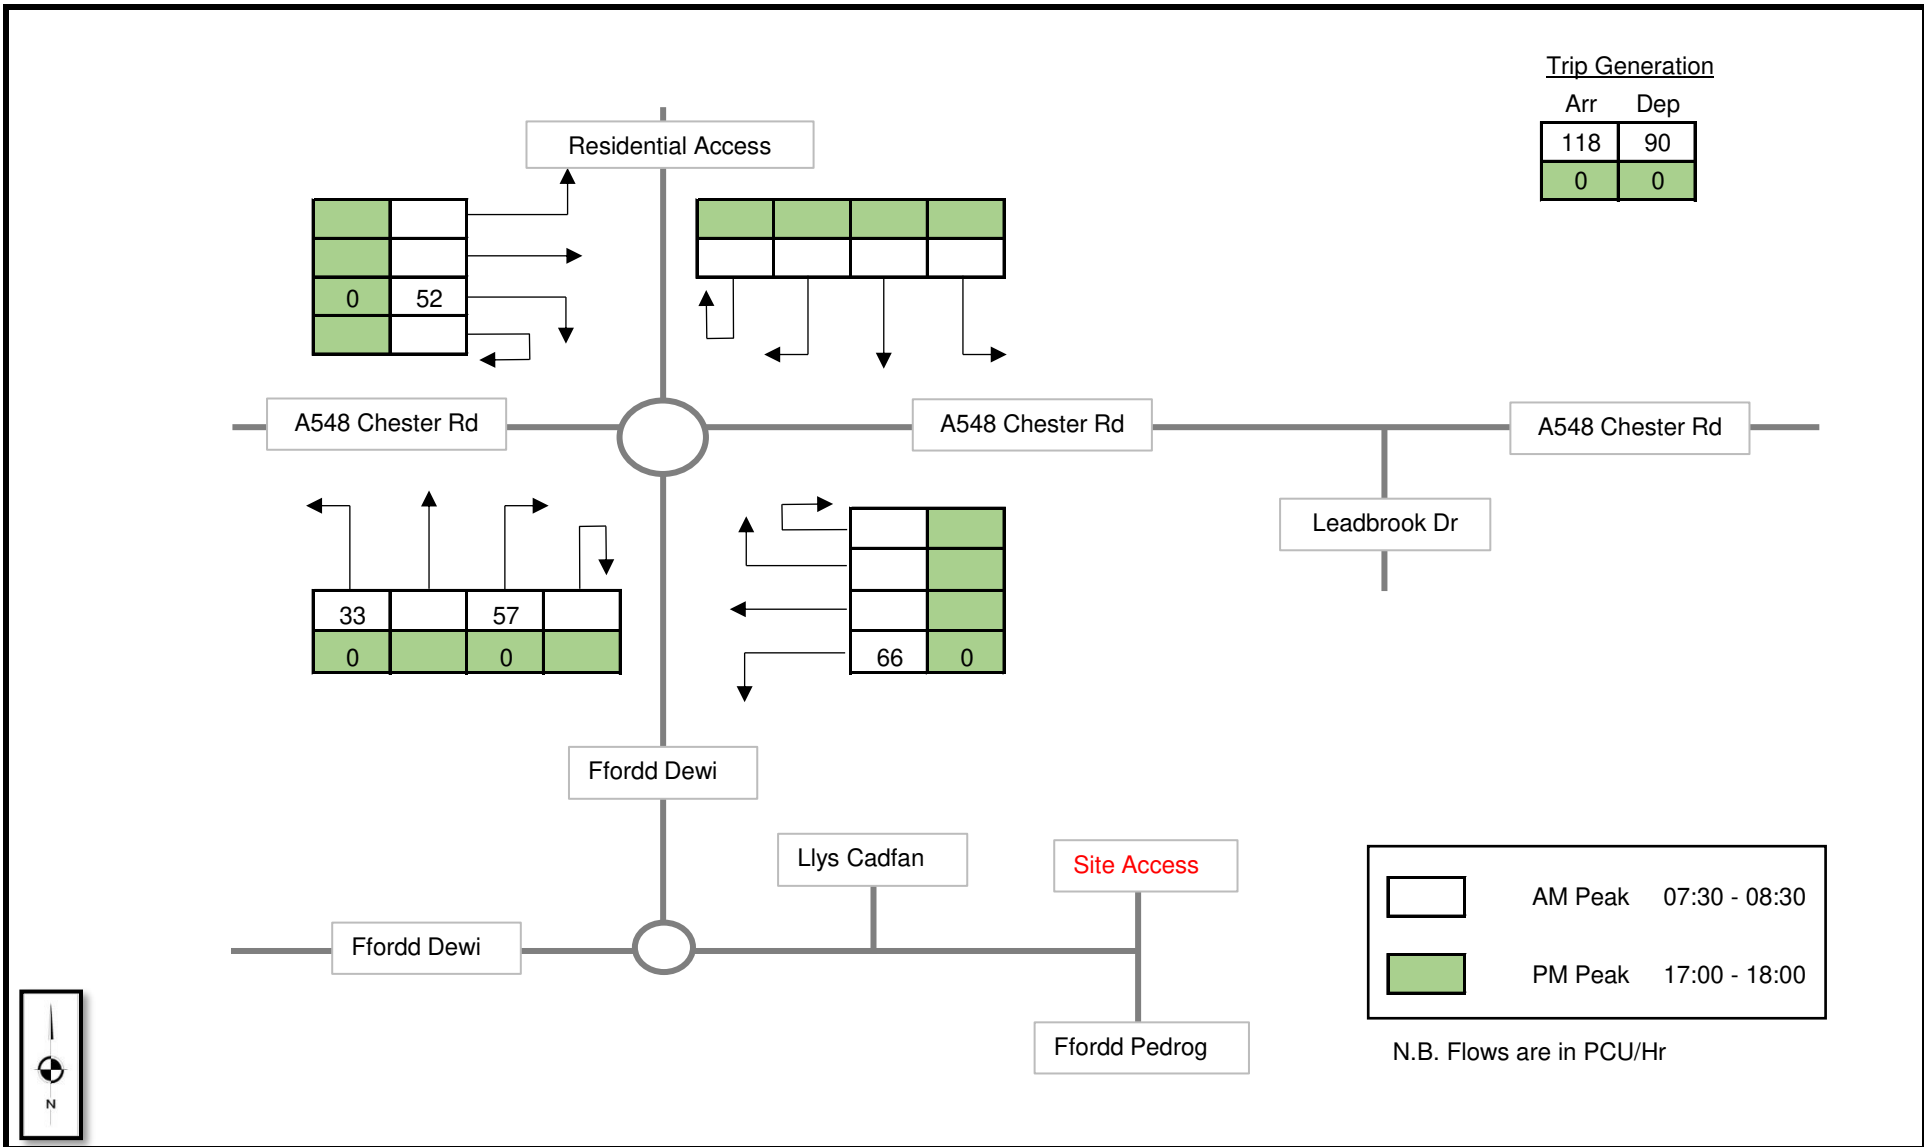 Trip Generation
Arr Dep
118 90
0 0
Residential Access
0 52
A548 Chester Rd
A548 Chester Rd
A548 Chester Rd
Leadbrook Dr
33 57
0 0
66 0
Ffordd Dewi
Llys Cadfan
Site Access
Ffordd Dewi
Ffordd Pedrog
AM Peak 07:30 - 08:30
PM Peak 17:00 - 18:00
N.B. Flows are in PCU/Hr
N